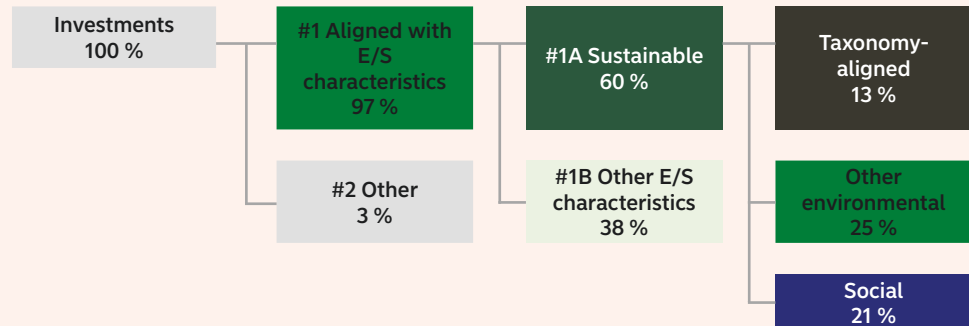 Investments
100 %
#1 Aligned with
E/S
characteristics
97 %
#1A Sustainable
60 %
Taxonomy-
aligned
13 %
#2 Other
3 %
#1B Other E/S
characteristics
38 %
Other
environmental
25 %
Social
21 %